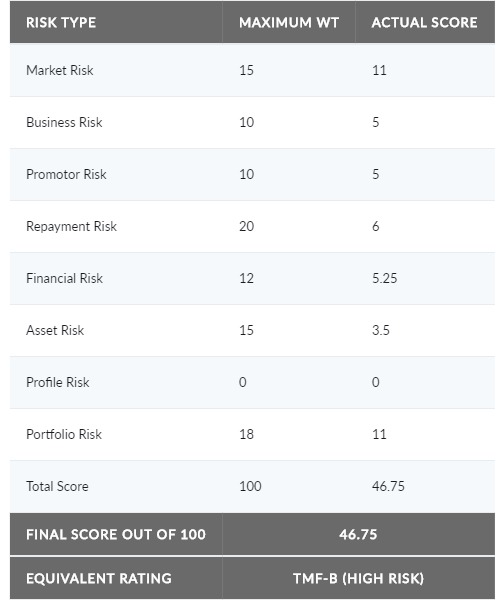 RISK TYPE MAXIMUM WT ACTUAL SCORE
Market Risk 15 11
Business Risk 10 5
Promotor Risk 10 5
Repayment Risk 20 6
Financial Risk 12 5.25
Asset Risk 15 3.5
Profile Risk 0 0
Portfolio Risk 18 11
Total Score 100 46.75
FINAL SCORE OUT OF 100 46.75
EQUIVALENT RATING TMF-B (HIGH RISK)